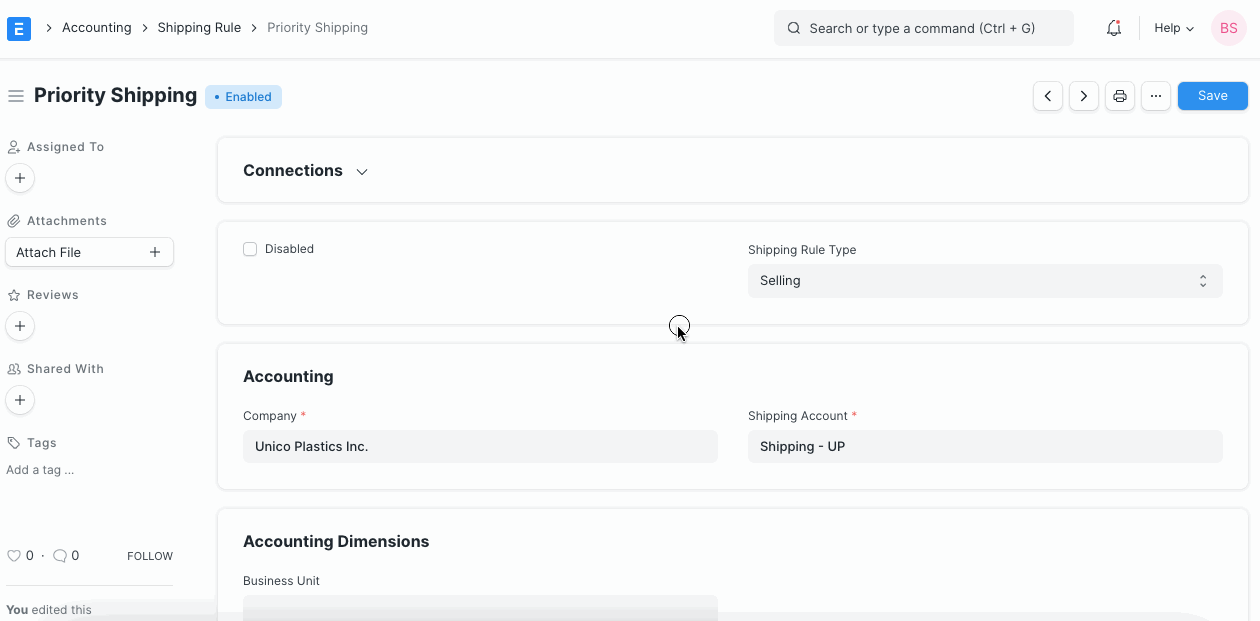 E Accounting Shipping Rule Priority Shipping Search or type a command (Ctrl + G) Help BS
Priority Shipping • Enabled ··· Save
Assigned To
Attachments
Attach File
Reviews
Shared With
Tags
Add a tag ...
0 · 0 FOLLOW
You edited this
Connections
Disabled
Shipping Rule Type
Selling
Accounting
Company *
Unico Plastics Inc.
Shipping Account *
Shipping - UP
Accounting Dimensions
Business Unit